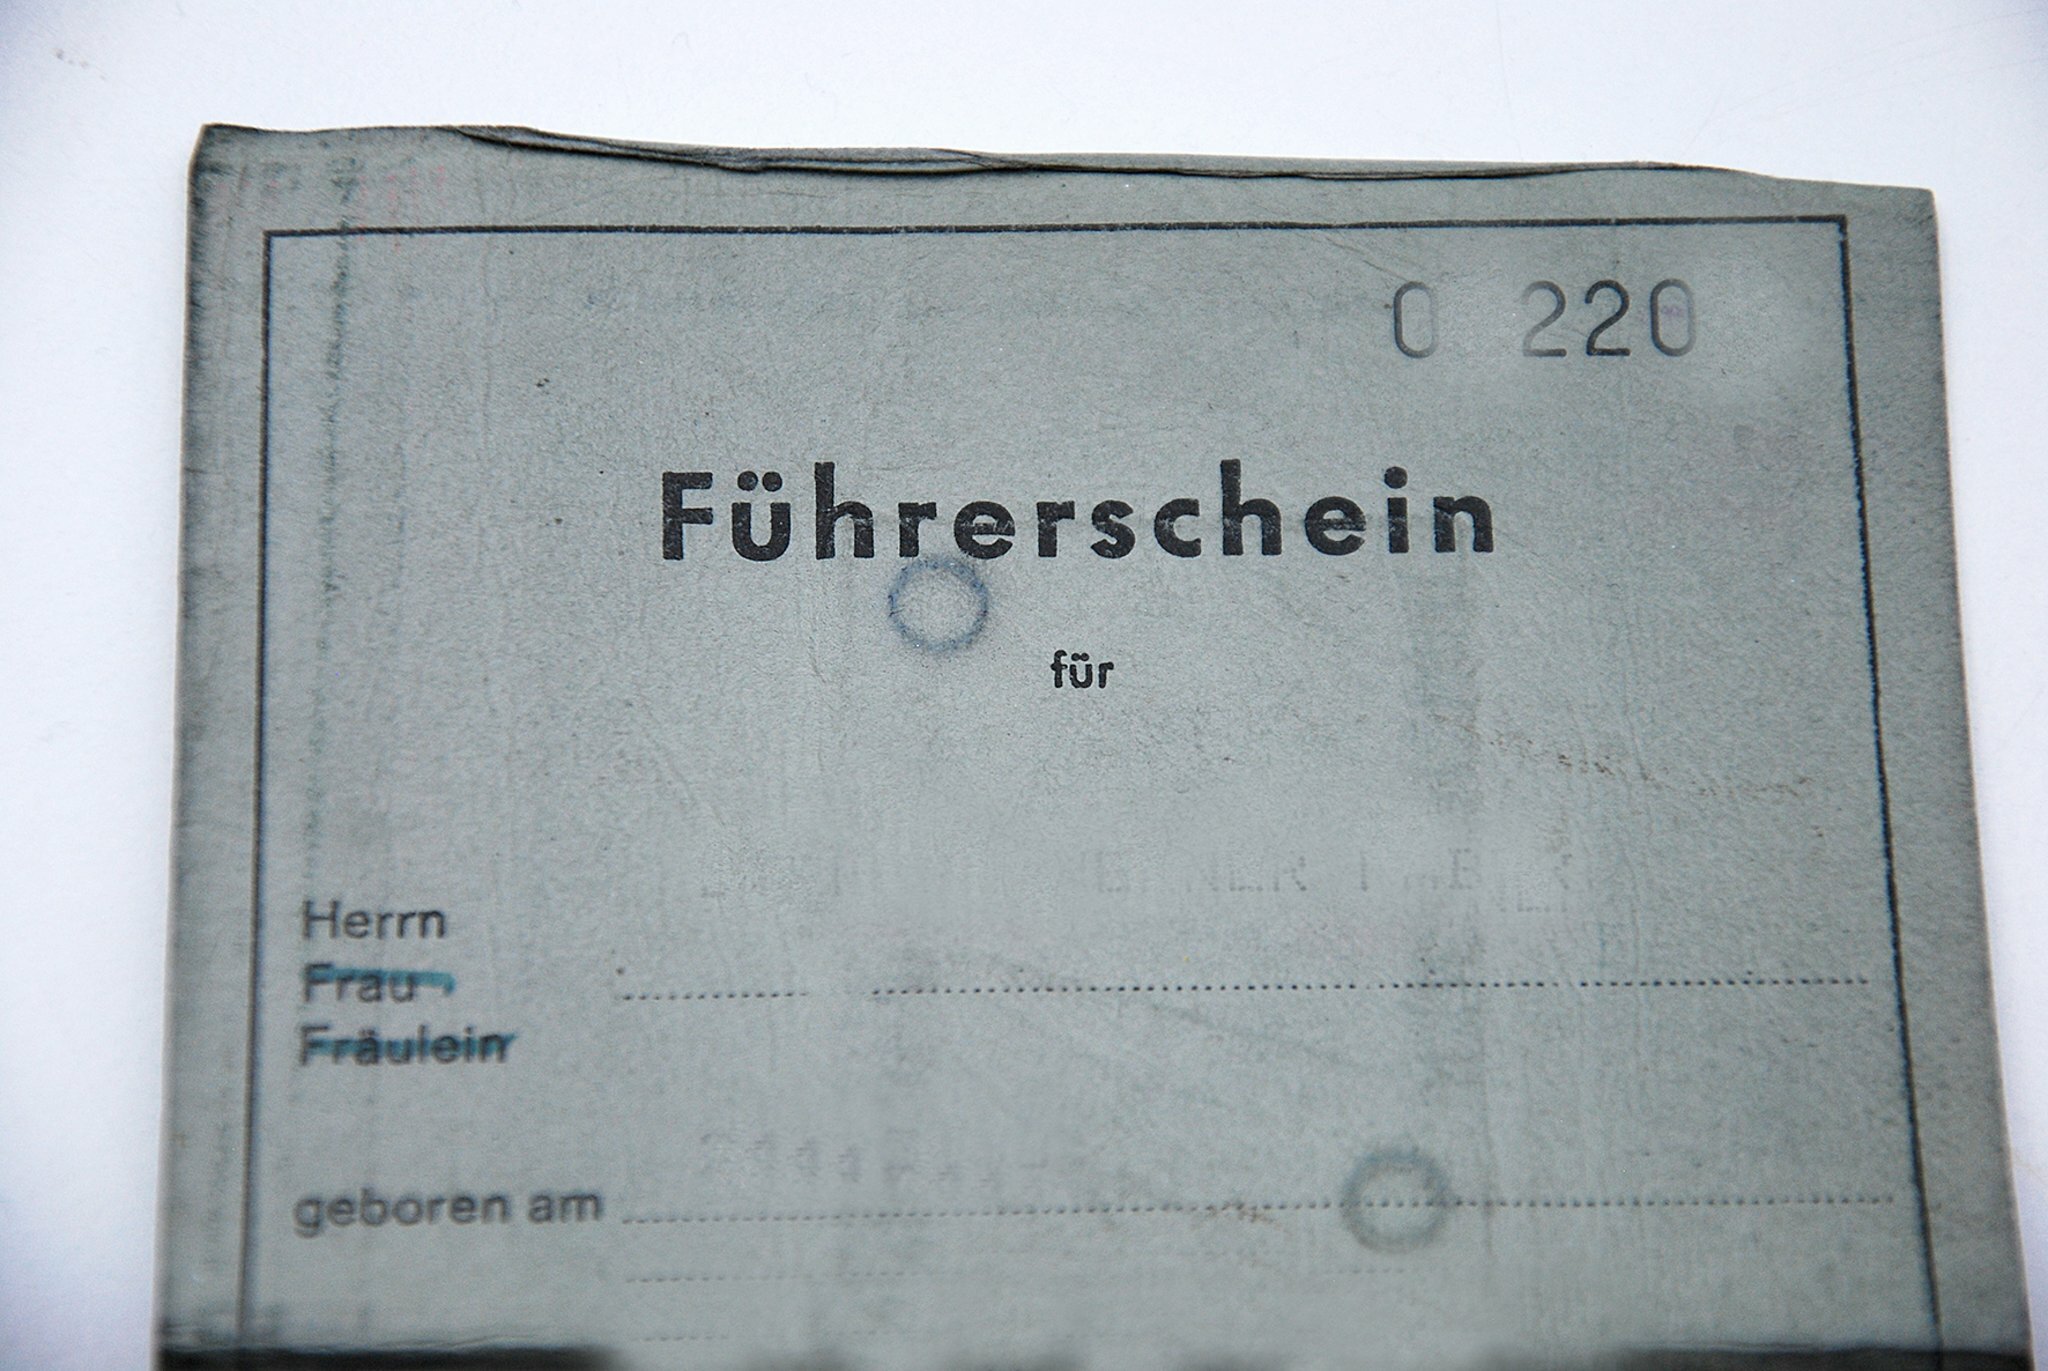 0 220
Führerschein
für
Herrn
Frau
Fräulein
geboren am